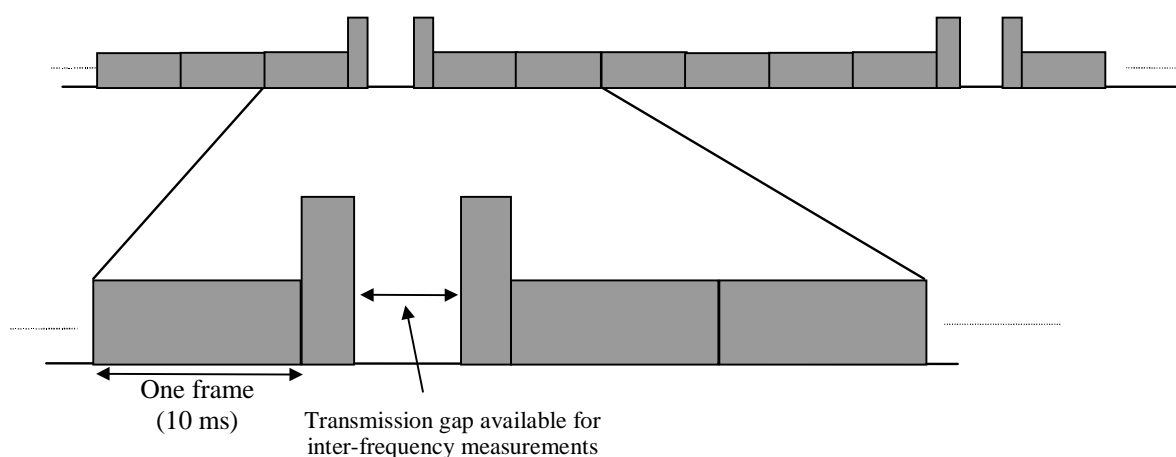 One frame
(10 ms)
Transmission gap available for
inter-frequency measurements